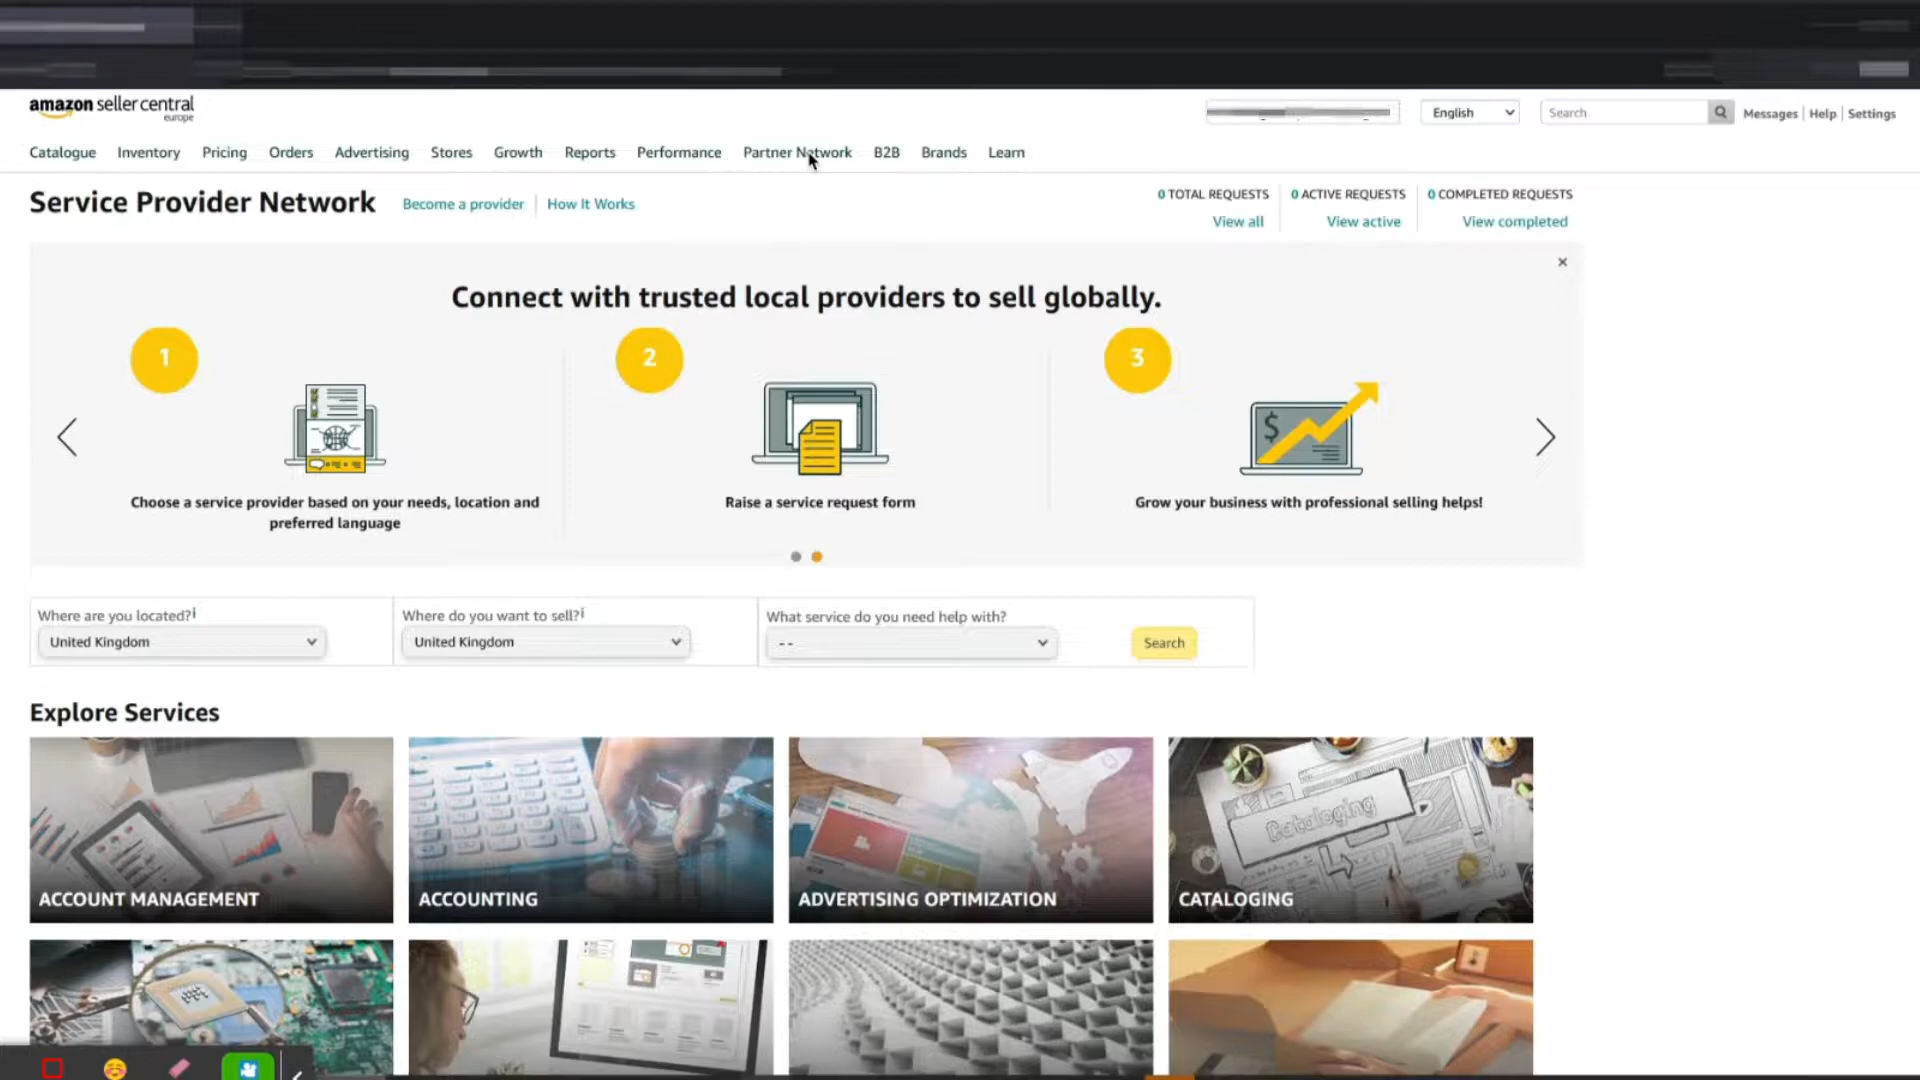 amazon seller central
europe
English
Search
Messages | Help | Settings
Catalogue Inventory Pricing Orders Advertising Stores Growth Reports Performance Partner Network B2B Brands Learn
Service Provider Network
Become a provider
How It Works
0 TOTAL REQUESTS
View all
0 ACTIVE REQUESTS
View active
0 COMPLETED REQUESTS
View completed
×
Connect with trusted local providers to sell globally.
1
2
3
$
Choose a service provider based on your needs, location and
preferred language
Raise a service request form
Grow your business with professional selling helps!
Where are you located?i
United Kingdom
Where do you want to sell?i
United Kingdom
What service do you need help with?
--
Search
Explore Services
Cataloging
ACCOUNT MANAGEMENT
ACCOUNTING
ADVERTISING OPTIMIZATION
CATALOGING